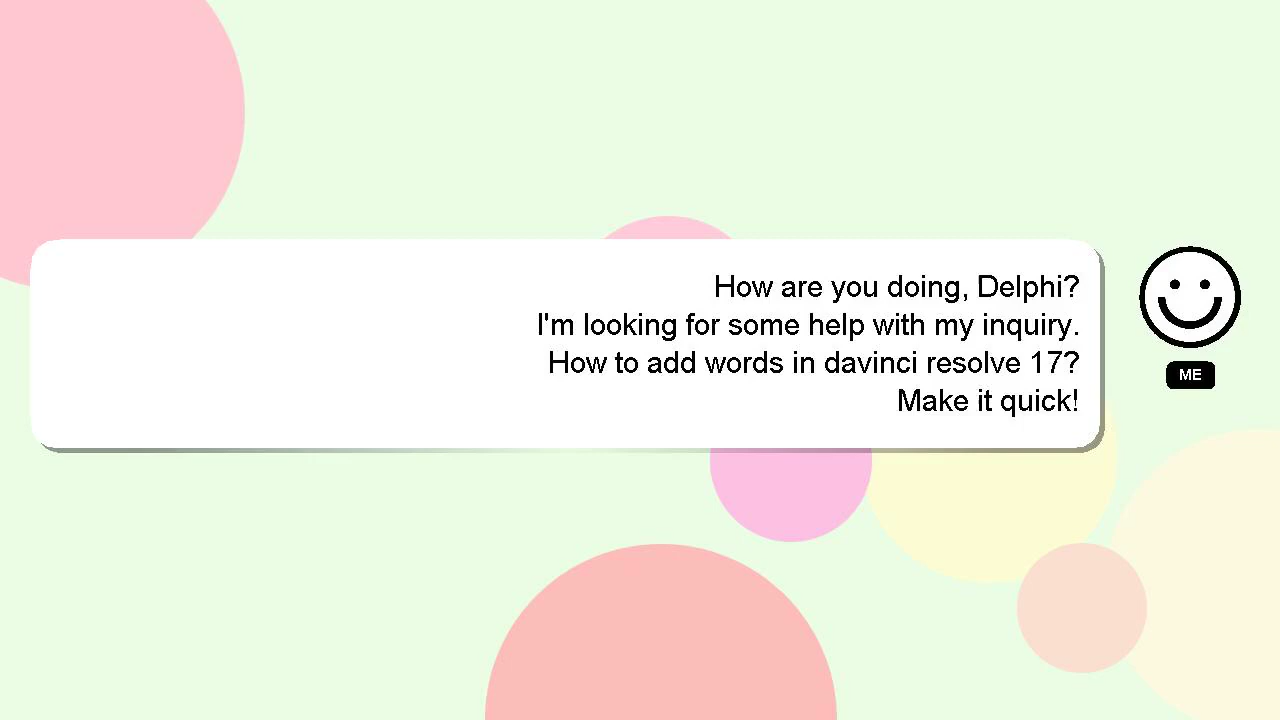 How are you doing, Delphi?
I'm looking for some help with my inquiry.
How to add words in davinci resolve 17?
Make it quick!
ME